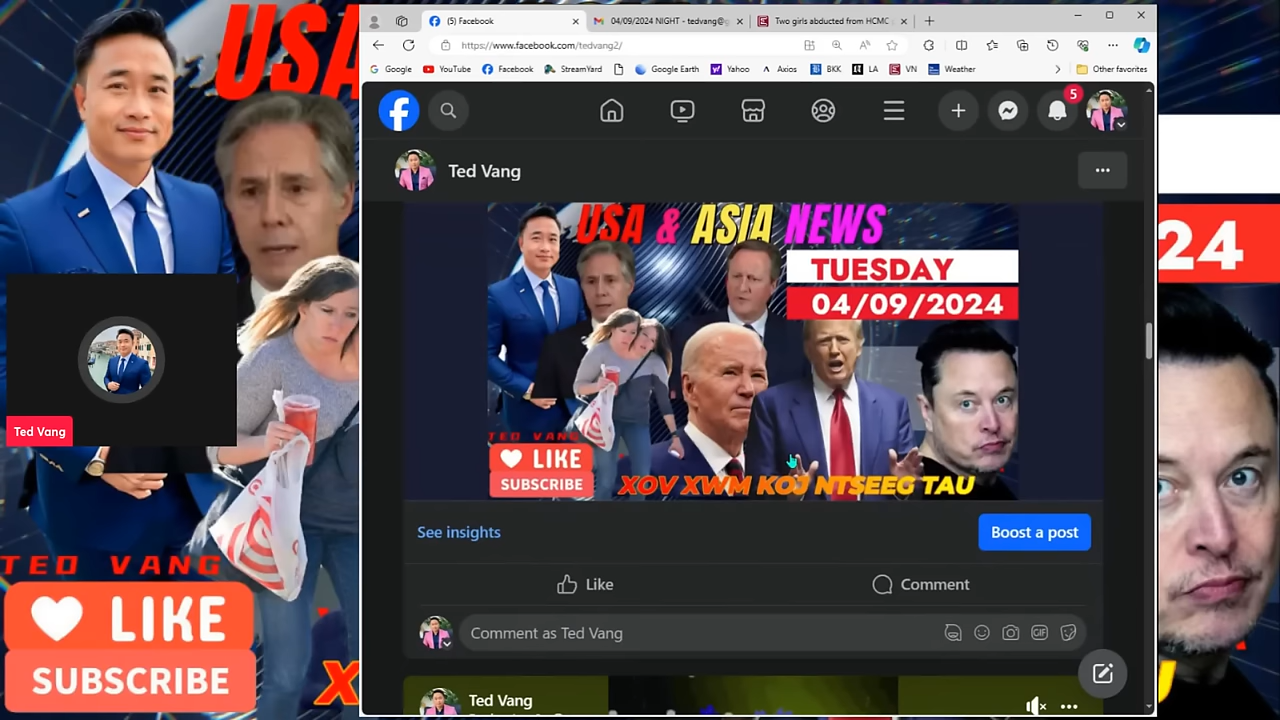 USA
(5) Facebook
04/09/2024 NIGHT - tedvang@
Two girls abducted from HCMC
https://www.facebook.com/tedvang2/
Google
YouTube
Facebook
StreamYard
Google Earth
Yahoo
Axios
BKK
LA
VN
Weather
Other favorites
5
Ted Vang
USA & ASIA NEWS
TUESDAY
04/09/2024
TED VANG
LIKE
SUBSCRIBE
XOV XWM KOJ NTSEEG TAU
See insights
Boost a post
Like
Comment
Comment as Ted Vang
GIF
Ted Vang
24
Ted Vang
TED VANG
LIKE
SUBSCRIBE
X